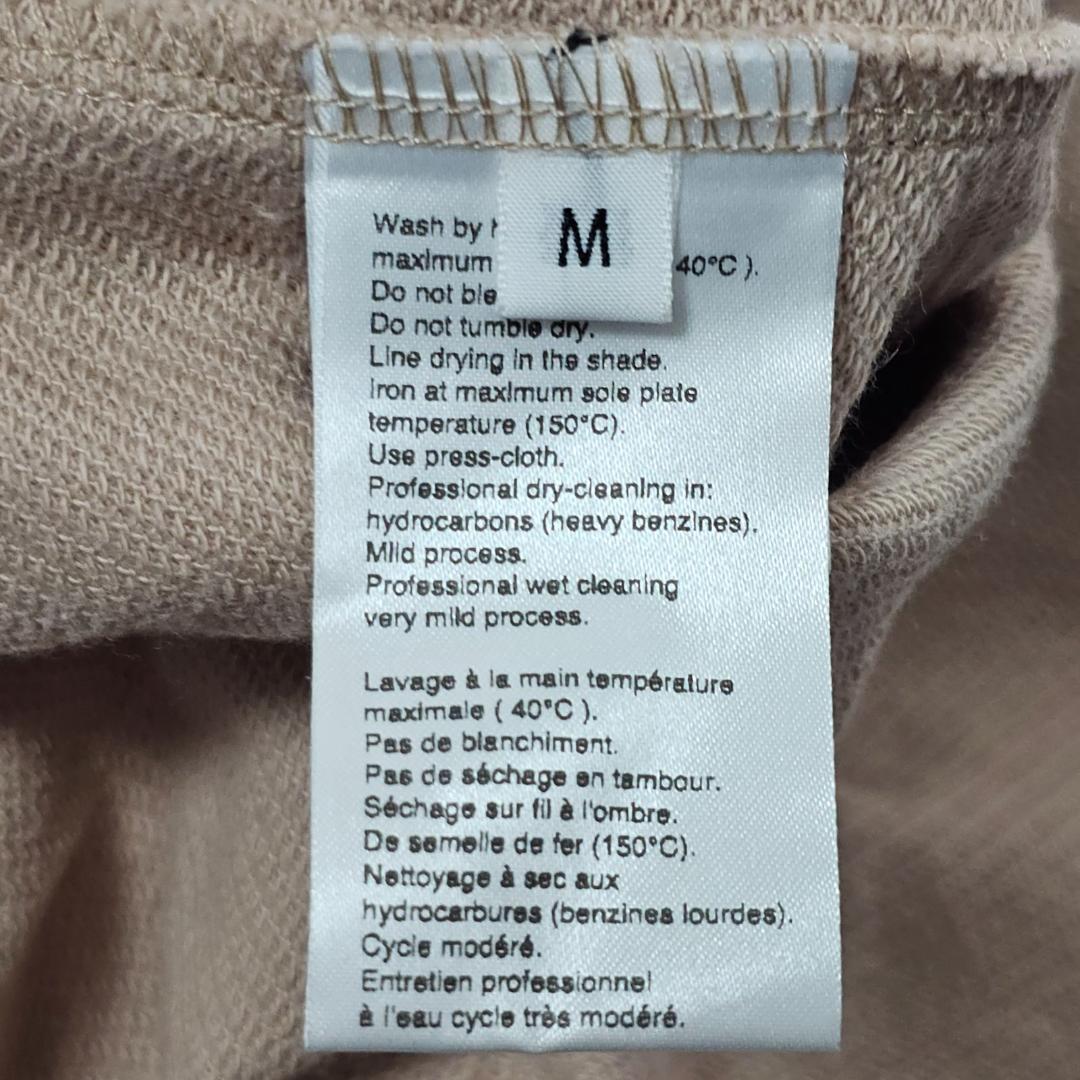 M
Wash by
maximum 40°C ).
Do not
Do not tumble dry.
Line drying in the shade.
Iron at maximum sole plate
temperature (150°C).
Use press-cloth.
Professional dry-cleaning in:
hydrocarbons (heavy benzines).
Mild process.
Professional wet cleaning
very mild process.
Lavage à la main température
maximale ( 40°C ).
Pas de blanchiment.
Pas de séchage en tambour.
Séchage sur fil à l'ombre.
De semelle de fer (150°C).
Nettoyage à sec aux
hydrocarbures (benzines lourdes).
Cycle modéré.
Entretien professionnel
à l'eau cycle très modéré.